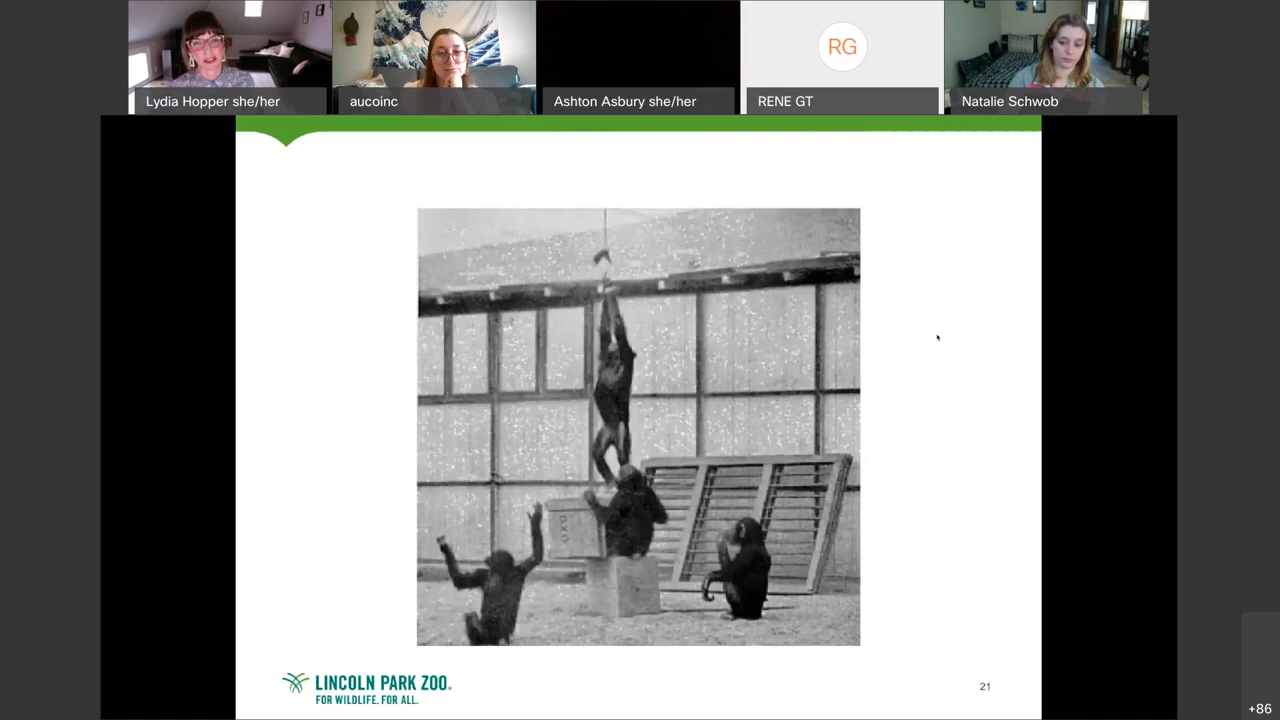 Lydia Hopper she/her
aucoinc
Ashton Asbury she/her
RG
RENE GT
Natalie Schwob
LINCOLN PARK ZOO.
FOR WILDLIFE. FOR ALL.
21
+86